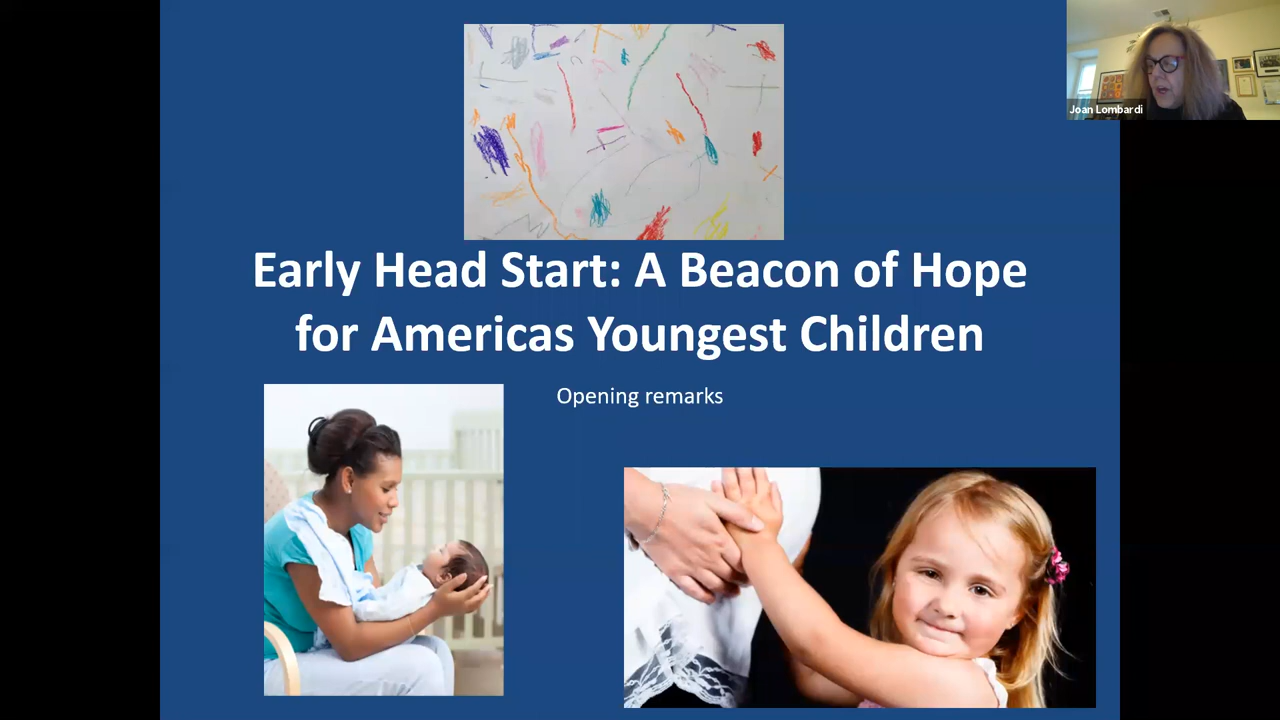 Joan Lombardi
Early Head Start: A Beacon of Hope
for Americas Youngest Children
Opening remarks